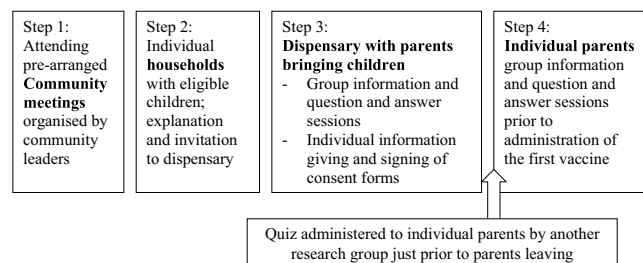 Step 1:
Attending
pre-arranged
Community
meetings
organised by
community
leaders
Step 2:
Individual
households
with eligible
children;
explanation
and invitation
to dispensary
Step 3:
Dispensary with parents
bringing children
- Group information and
question and answer
sessions
- Individual information
giving and signing of
consent forms
Step 4:
Individual parents
group information
and question and
answer sessions
prior to
administration of
the first vaccine
Quiz administered to individual parents by another
research group just prior to parents leaving